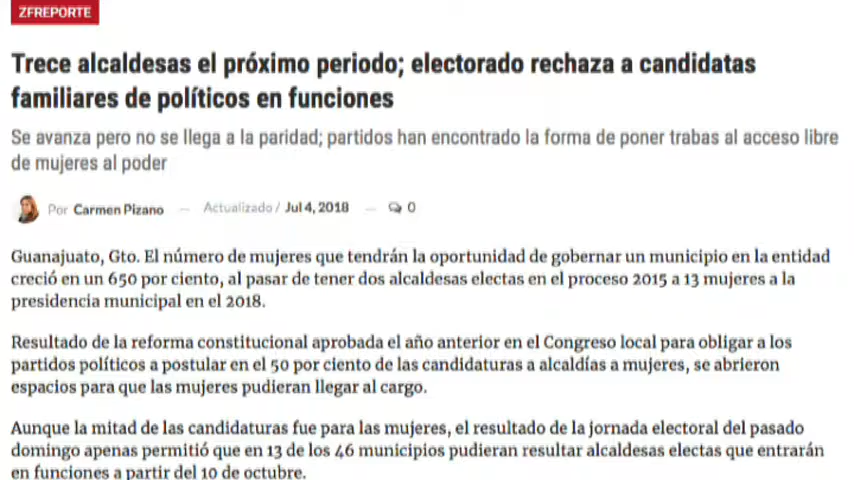 ZFREPORTE
Trece alcaldesas el próximo periodo; electorado rechaza a candidatas
familiares de políticos en funciones
Se avanza pero no se llega a la paridad; partidos han encontrado la forma de poner trabas al acceso libre
de mujeres al poder
Por Carmen Pizano — Actualizado / Jul 4, 2018 — 0
Guanajuato, Gto. El número de mujeres que tendrán la oportunidad de gobernar un municipio en la entidad
creció en un 650 por ciento, al pasar de tener dos alcaldesas electas en el proceso 2015 a 13 mujeres a la
presidencia municipal en el 2018.
Resultado de la reforma constitucional aprobada el año anterior en el Congreso local para obligar a los
partidos políticos a postular en el 50 por ciento de las candidaturas a alcaldías a mujeres, se abrieron
espacios para que las mujeres pudieran llegar al cargo.
Aunque la mitad de las candidaturas fue para las mujeres, el resultado de la jornada electoral del pasado
domingo apenas permitió que en 13 de los 46 municipios pudieran resultar alcaldesas electas que entrarán
en funciones a partir del 10 de octubre.